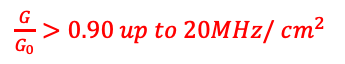 G/G₀ > 0.90 up to 20MHz/ cm²